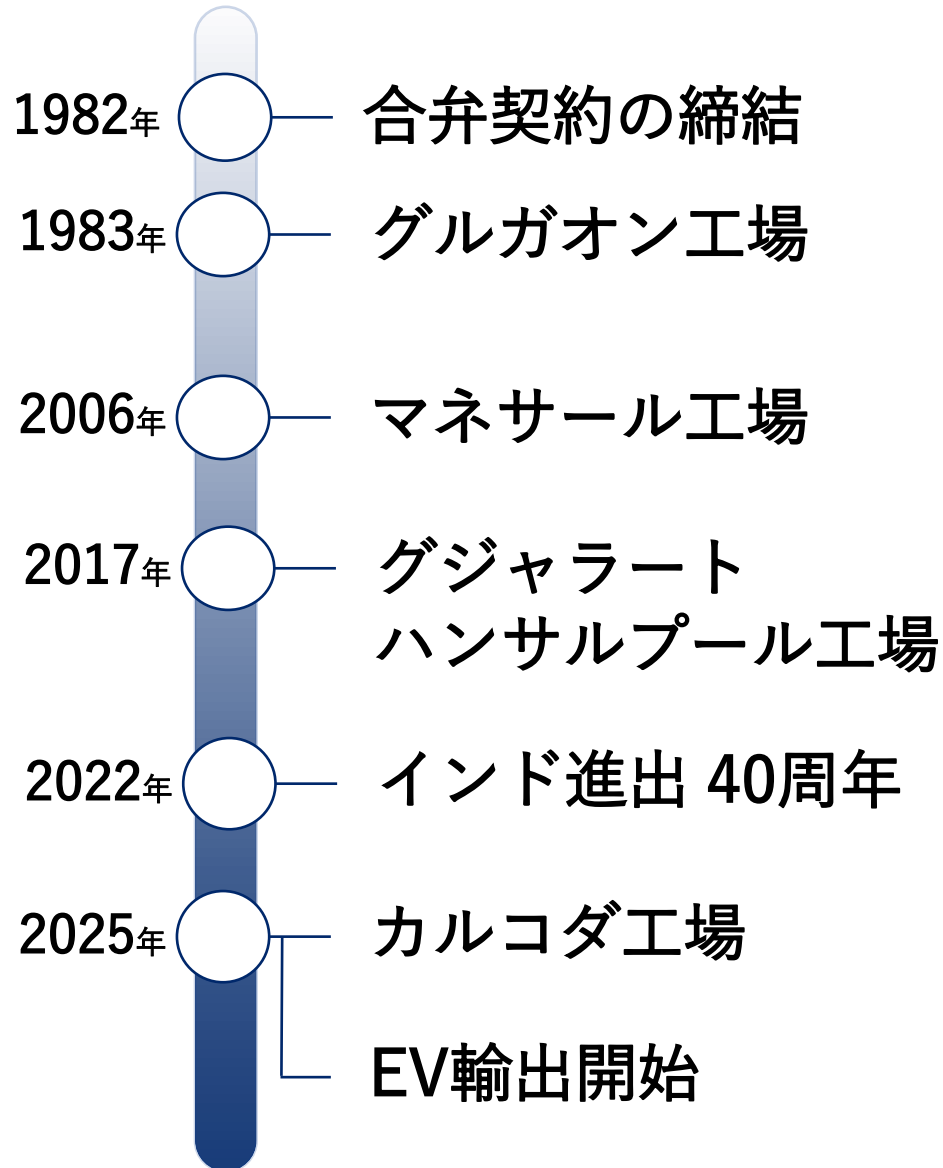 1982年 合弁契約の締結
1983年 グルガオン工場
2006年 マネサール工場
2017年 グジャラート
ハンサルプール工場
2022年 インド進出 40周年
2025年 カルコダ工場
EV輸出開始